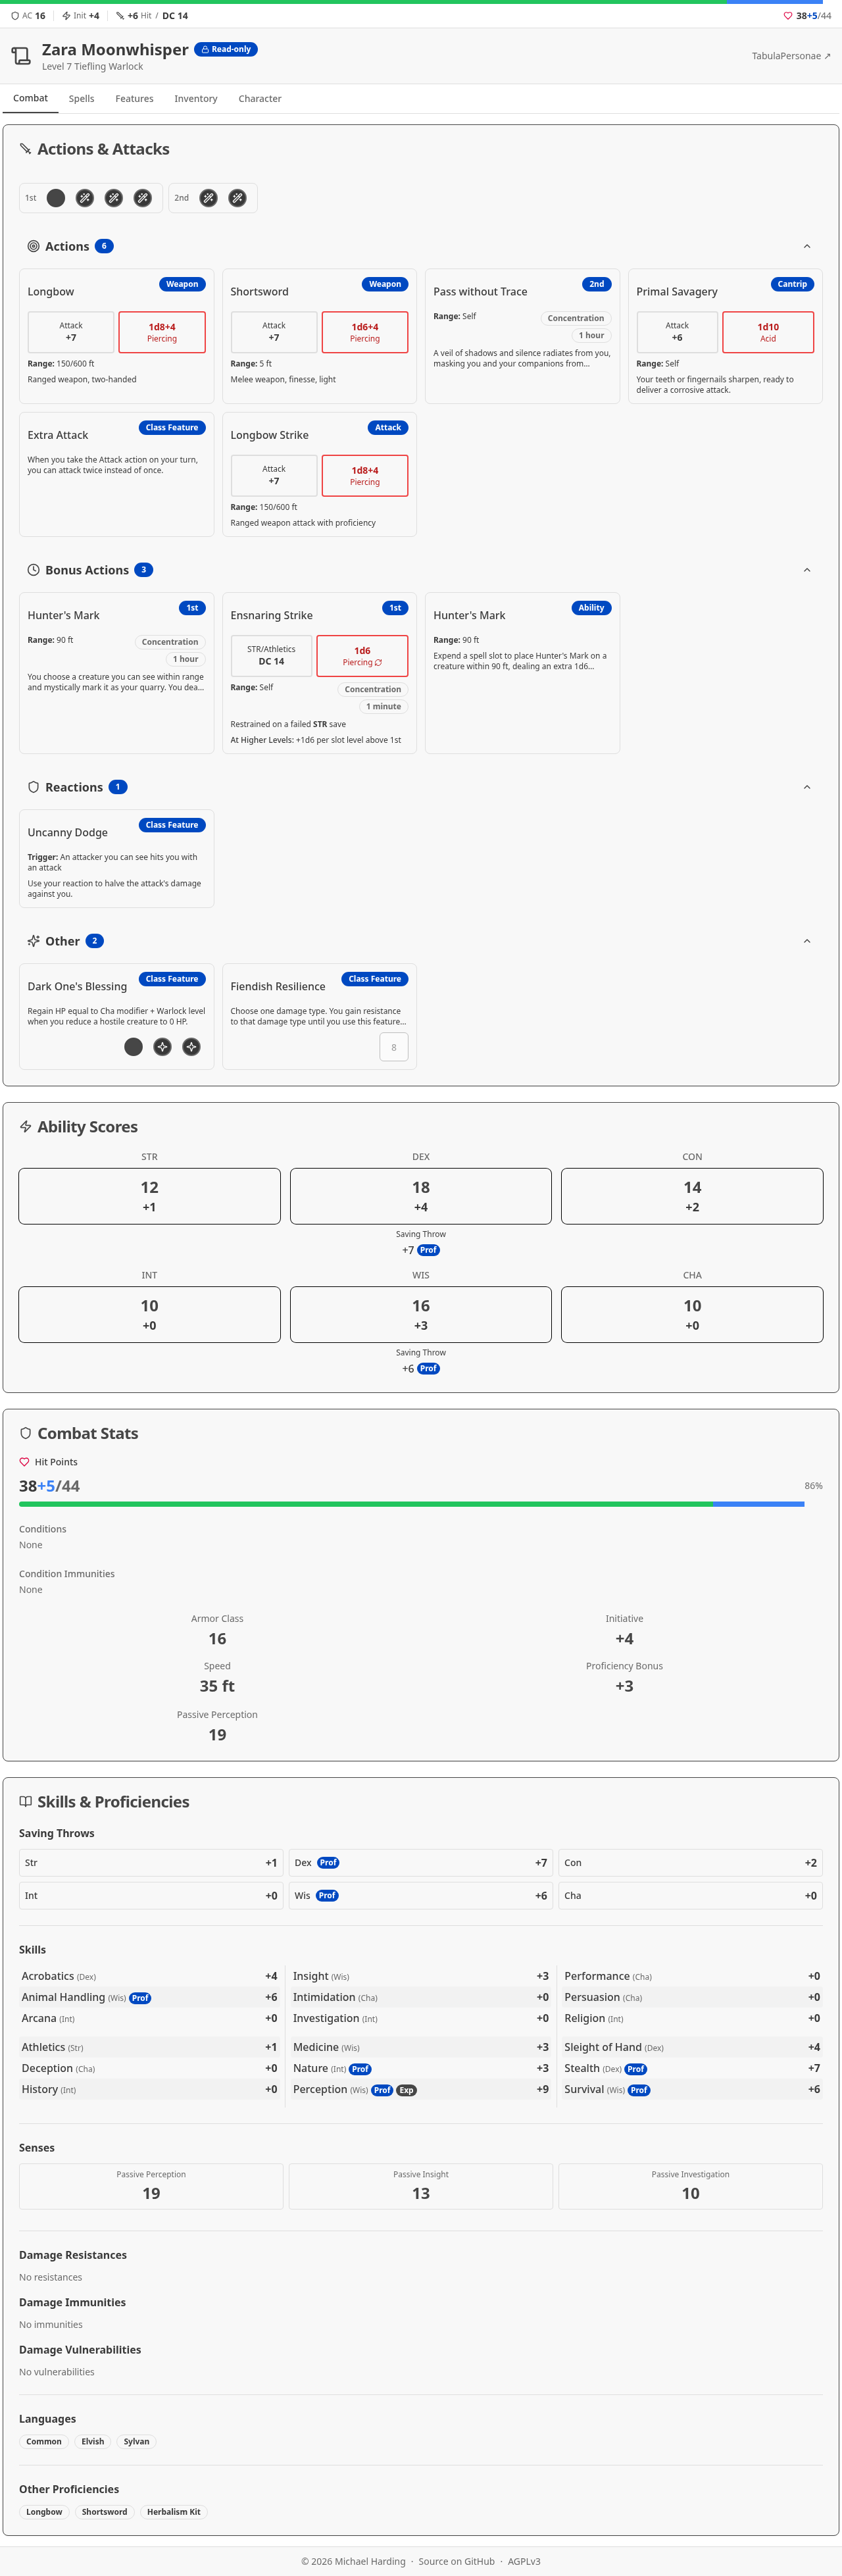 AC 16 Init +4 +6 Hit / DC 14 38+5/44
Zara Moonwhisper Read-only
Level 7 Tiefling Warlock
TabulaPersonae ↗
Combat Spells Features Inventory Character
Actions & Attacks
1st 2nd
Actions 6
Longbow Weapon
Attack
+7
1d8+4
Piercing
Range: 150/600 ft
Ranged weapon, two-handed
Shortsword Weapon
Attack
+7
1d6+4
Piercing
Range: 5 ft
Melee weapon, finesse, light
Pass without Trace 2nd
Range: Self
Concentration
1 hour
A veil of shadows and silence radiates from you,
masking you and your companions from...
Primal Savagery Cantrip
Attack
+6
1d10
Acid
Range: Self
Your teeth or fingernails sharpen, ready to
deliver a corrosive attack.
Extra Attack Class Feature
When you take the Attack action on your turn,
you can attack twice instead of once.
Longbow Strike Attack
Attack
+7
1d8+4
Piercing
Range: 150/600 ft
Ranged weapon attack with proficiency
Bonus Actions 3
Hunter's Mark 1st
Range: 90 ft
Concentration
1 hour
You choose a creature you can see within range
and mystically mark it as your quarry. You dea...
Ensnaring Strike 1st
STR/Athletics
DC 14
1d6
Piercing
Range: Self
Concentration
1 minute
Restrained on a failed STR save
At Higher Levels: +1d6 per slot level above 1st
Hunter's Mark Ability
Range: 90 ft
Expend a spell slot to place Hunter's Mark on a
creature within 90 ft, dealing an extra 1d6...
Reactions 1
Uncanny Dodge Class Feature
Trigger: An attacker you can see hits you with
an attack
Use your reaction to halve the attack's damage
against you.
Other 2
Dark One's Blessing Class Feature
Regain HP equal to Cha modifier + Warlock level
when you reduce a hostile creature to 0 HP.
Fiendish Resilience Class Feature
Choose one damage type. You gain resistance
to that damage type until you use this feature...
8
Ability Scores
STR DEX CON
12 18 14
+1 +4 +2
Saving Throw
+7 Prof
INT WIS CHA
10 16 10
+0 +3 +0
Saving Throw
+6 Prof
Combat Stats
Hit Points
38+5/44 86%
Conditions
None
Condition Immunities
None
Armor Class Initiative
16 +4
Speed Proficiency Bonus
35 ft +3
Passive Perception
19
Skills & Proficiencies
Saving Throws
Str +1 Dex Prof +7 Con +2
Int +0 Wis Prof +6 Cha +0
Skills
Acrobatics (Dex) +4 Insight (Wis) +3 Performance (Cha) +0
Animal Handling (Wis) Prof +6 Intimidation (Cha) +0 Persuasion (Cha) +0
Arcana (Int) +0 Investigation (Int) +0 Religion (Int) +0
Athletics (Str) +1 Medicine (Wis) +3 Sleight of Hand (Dex) +4
Deception (Cha) +0 Nature (Int) Prof +3 Stealth (Dex) Prof +7
History (Int) +0 Perception (Wis) Prof Exp +9 Survival (Wis) Prof +6
Senses
Passive Perception Passive Insight Passive Investigation
19 13 10
Damage Resistances
No resistances
Damage Immunities
No immunities
Damage Vulnerabilities
No vulnerabilities
Languages
Common Elvish Sylvan
Other Proficiencies
Longbow Shortsword Herbalism Kit
© 2026 Michael Harding · Source on GitHub · AGPLv3